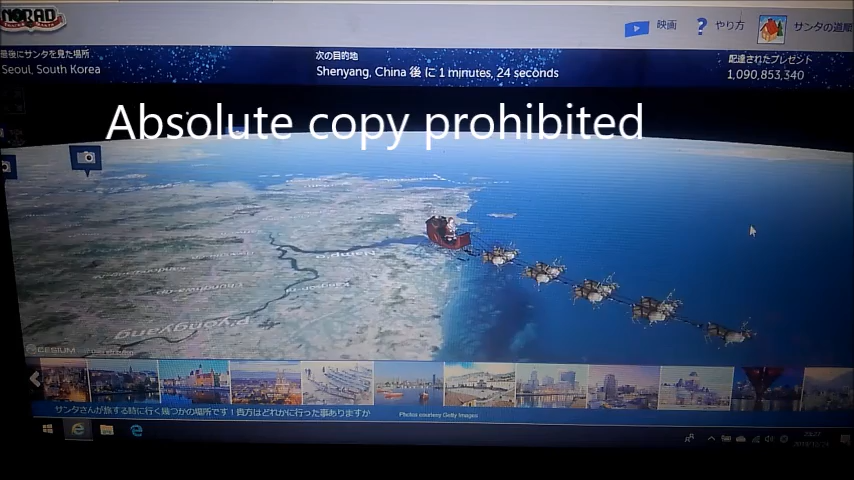 NORAD
映画
やり方
サンタの道順
最後にサンタを見た場所
Seoul, South Korea
次の目的地
Shenyang, China 後 に 1 minutes, 24 seconds
配達されたプレゼント
1,090,853,340
Absolute copy prohibited
Namp'o
P'yongyang
CESIUM
サンタさんが旅する時に行く幾つかの場所です！貴方はどれかに行った事ありますか
Photos courtesy Getty Images